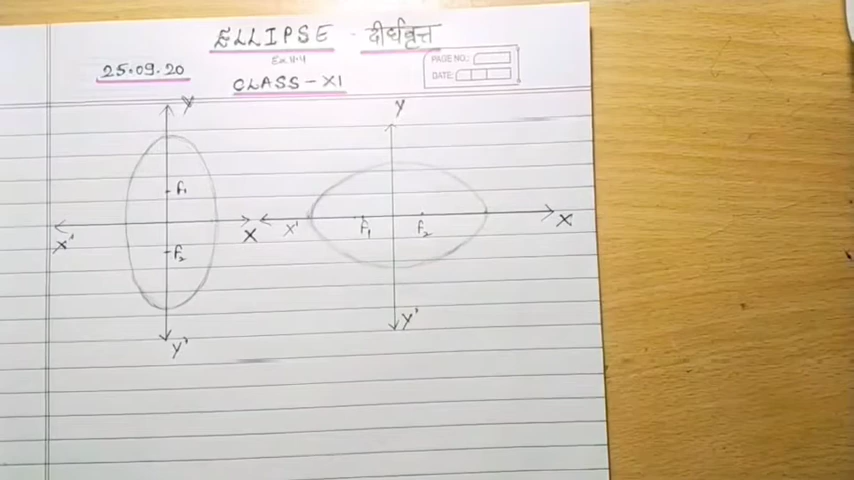 ELLIPSE - दीर्घवृत्त
Ex 11.4
25.09.20
CLASS - XI
PAGE NO.:
DATE:
Y
F1
X'
X
F2
Y'
Y
X'
F1
F2
X
Y'